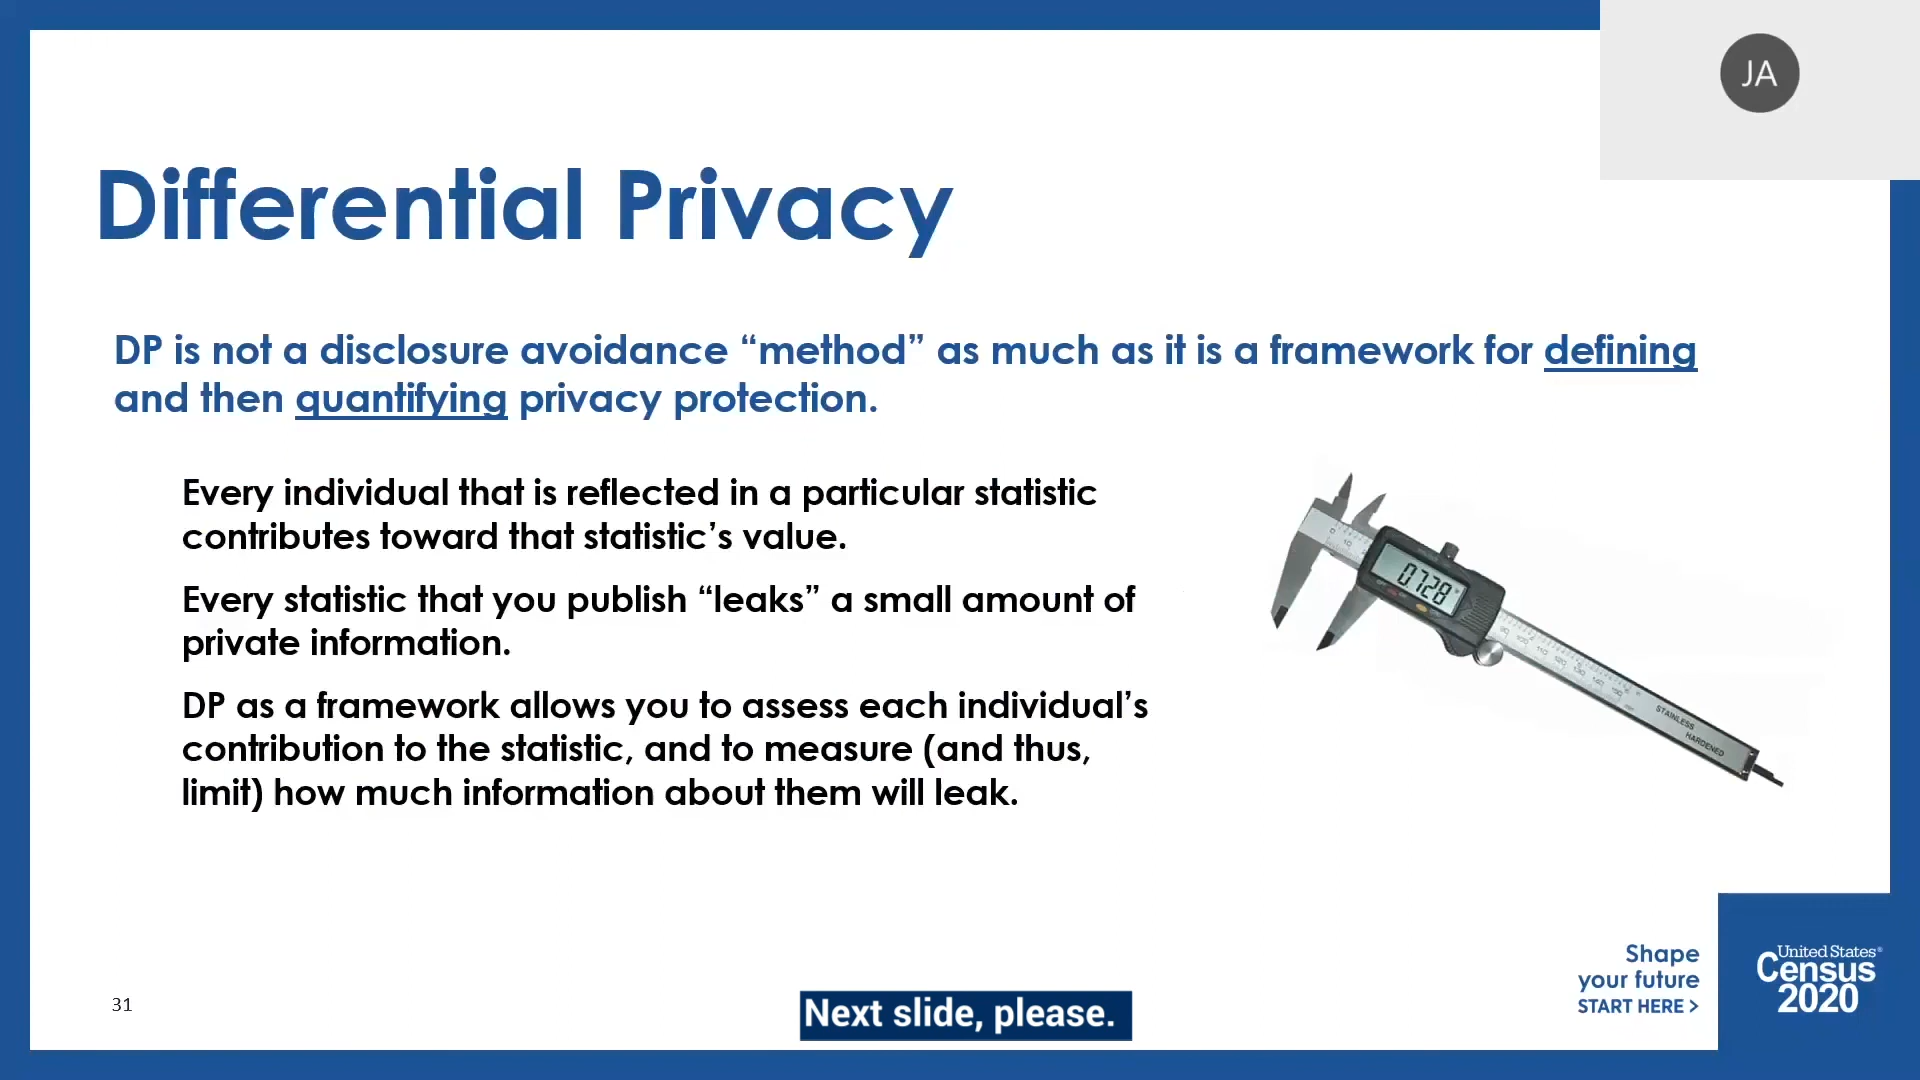 JA
Differential Privacy
DP is not a disclosure avoidance “method” as much as it is a framework for defining
and then quantifying privacy protection.
Every individual that is reflected in a particular statistic
contributes toward that statistic’s value.
Every statistic that you publish “leaks” a small amount of
private information.
DP as a framework allows you to assess each individual’s
contribution to the statistic, and to measure (and thus,
limit) how much information about them will leak.
0.728
STAINLESS
HARDENED
Shape
your future
START HERE >
United States®
Census
2020
31
Next slide, please.